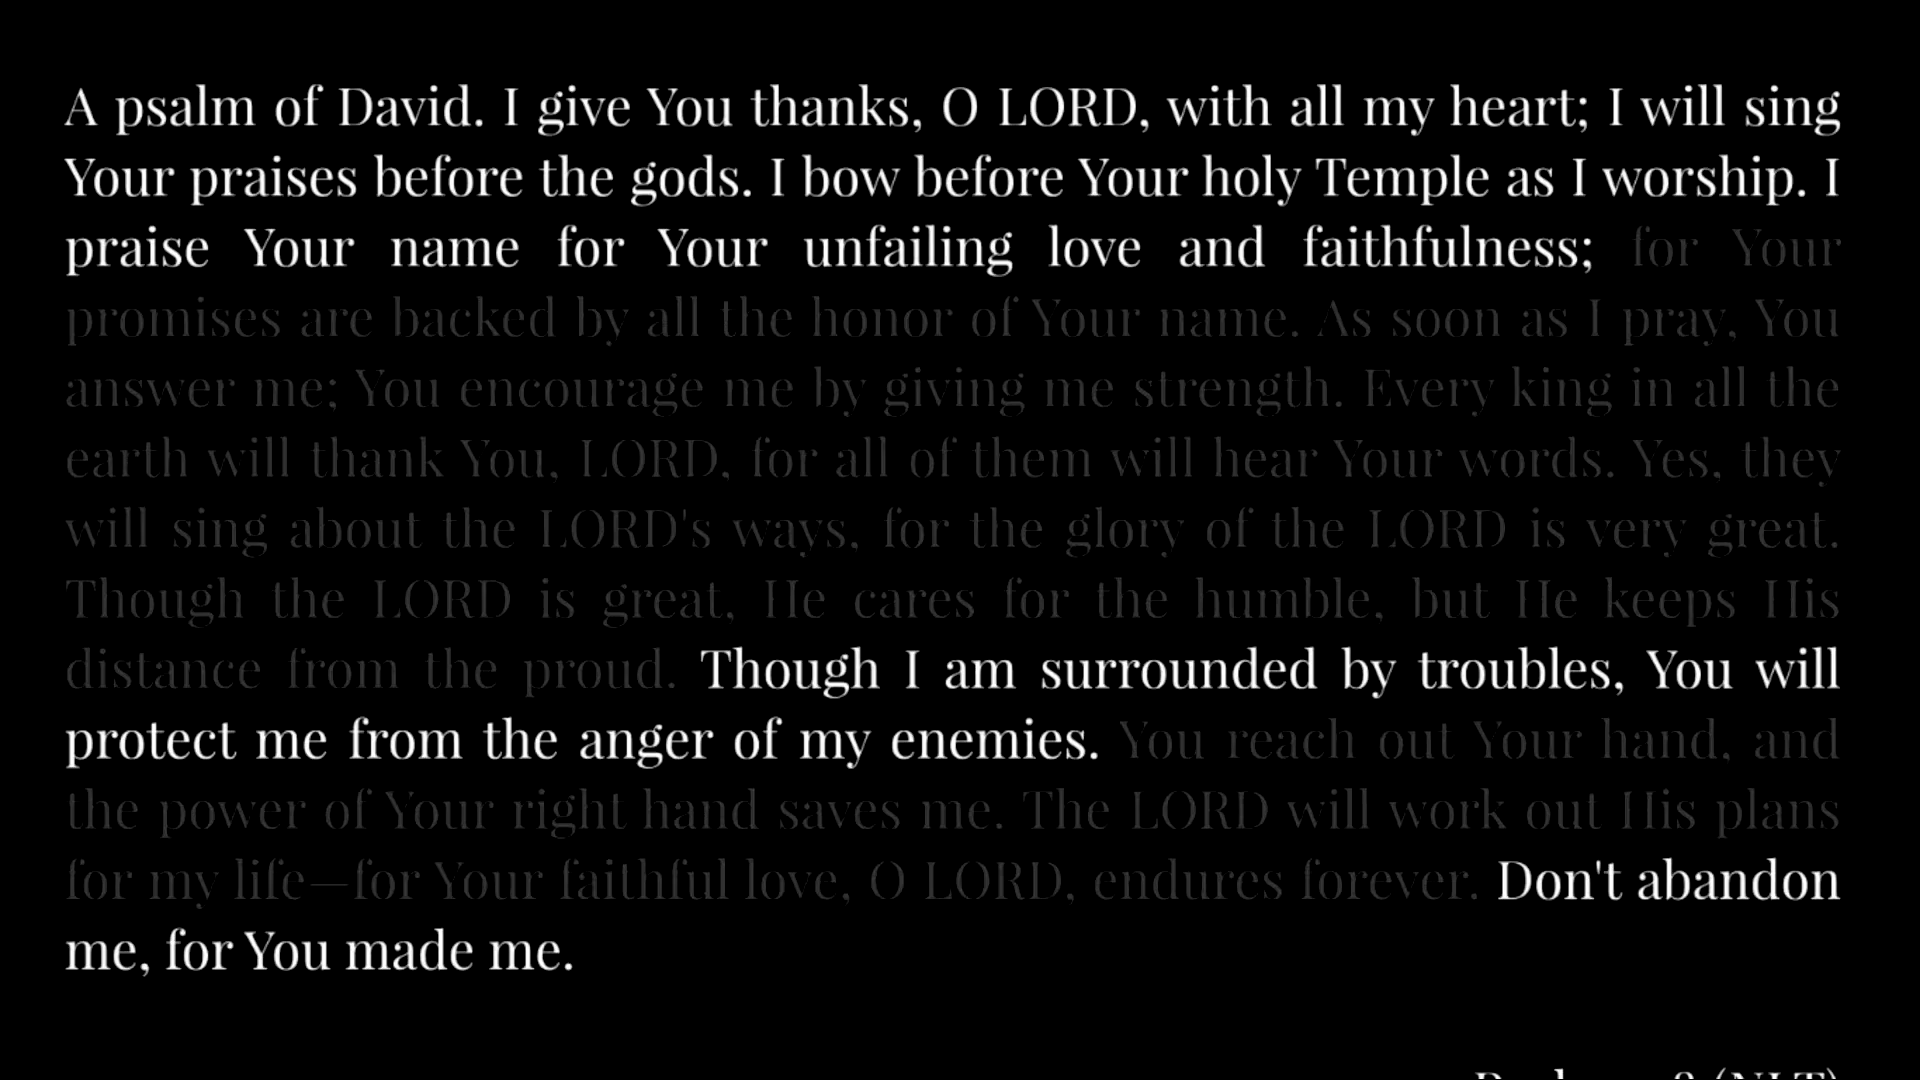 A psalm of David. I give You thanks, O LORD, with all my heart; I will sing
Your praises before the gods. I bow before Your holy Temple as I worship. I
praise Your name for Your unfailing love and faithfulness; for Your
promises are backed by all the honor of Your name. As soon as I pray, You
answer me; You encourage me by giving me strength. Every king in all the
earth will thank You, LORD, for all of them will hear Your words. Yes, they
will sing about the LORD's ways, for the glory of the LORD is very great.
Though the LORD is great, He cares for the humble, but He keeps His
distance from the proud. Though I am surrounded by troubles, You will
protect me from the anger of my enemies. You reach out Your hand, and
the power of Your right hand saves me. The LORD will work out His plans
for my life—for Your faithful love, O LORD, endures forever. Don't abandon
me, for You made me.
(NLT)